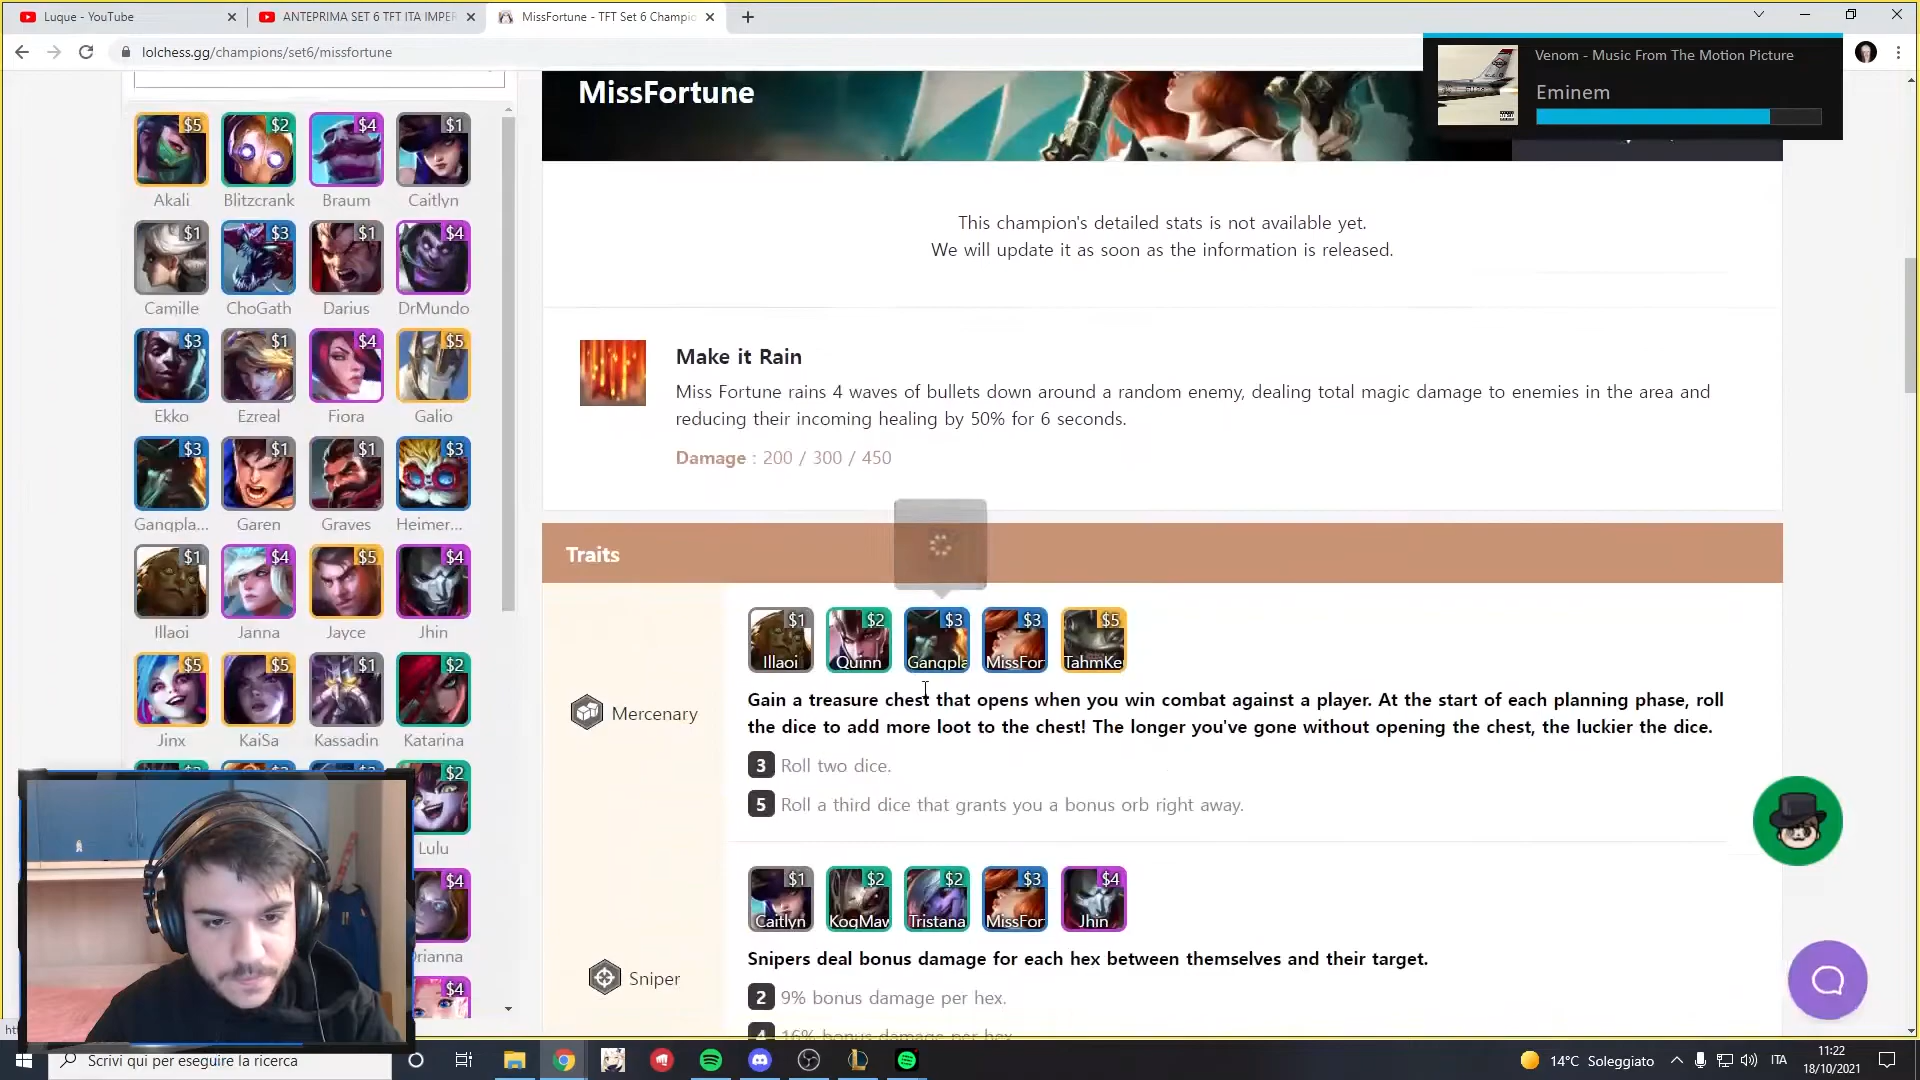 Luque - YouTube
ANTEPRIMA SET 6 TFT ITA IMPER
MissFortune - TFT Set 6 Champio
lolchess.gg/champions/set6/missfortune
Venom - Music From The Motion Picture
Eminem
MissFortune
$5 $2 $4 $1
Akali Blitzcrank Braum Caitlyn
$1 $3 $1 $4
Camille ChoGath Darius DrMundo
$3 $1 $4 $5
Ekko Ezreal Fiora Galio
$3 $1 $1 $3
Gangpla... Garen Graves Heimer...
$1 $4 $5 $4
Illaoi Janna Jayce Jhin
$5 $5 $1 $2
Jinx KaiSa Kassadin Katarina
$2
Lulu
$4
Orianna
$4
This champion's detailed stats is not available yet.
We will update it as soon as the information is released.
Make it Rain
Miss Fortune rains 4 waves of bullets down around a random enemy, dealing total magic damage to enemies in the area and
reducing their incoming healing by 50% for 6 seconds.
Damage : 200 / 300 / 450
Traits
$1 $2 $3 $3 $5
Illaoi Quinn Gangpla MissFor TahmKe
Mercenary
Gain a treasure chest that opens when you win combat against a player. At the start of each planning phase, roll
the dice to add more loot to the chest! The longer you've gone without opening the chest, the luckier the dice.
3 Roll two dice.
5 Roll a third dice that grants you a bonus orb right away.
$1 $2 $2 $3 $4
Caitlyn KogMaw Tristana MissFor Jhin
Sniper
Snipers deal bonus damage for each hex between themselves and their target.
2 9% bonus damage per hex.
4 16% bonus damage per hex.
Scrivi qui per eseguire la ricerca
14°C Soleggiato
ITA
11:22
18/10/2021